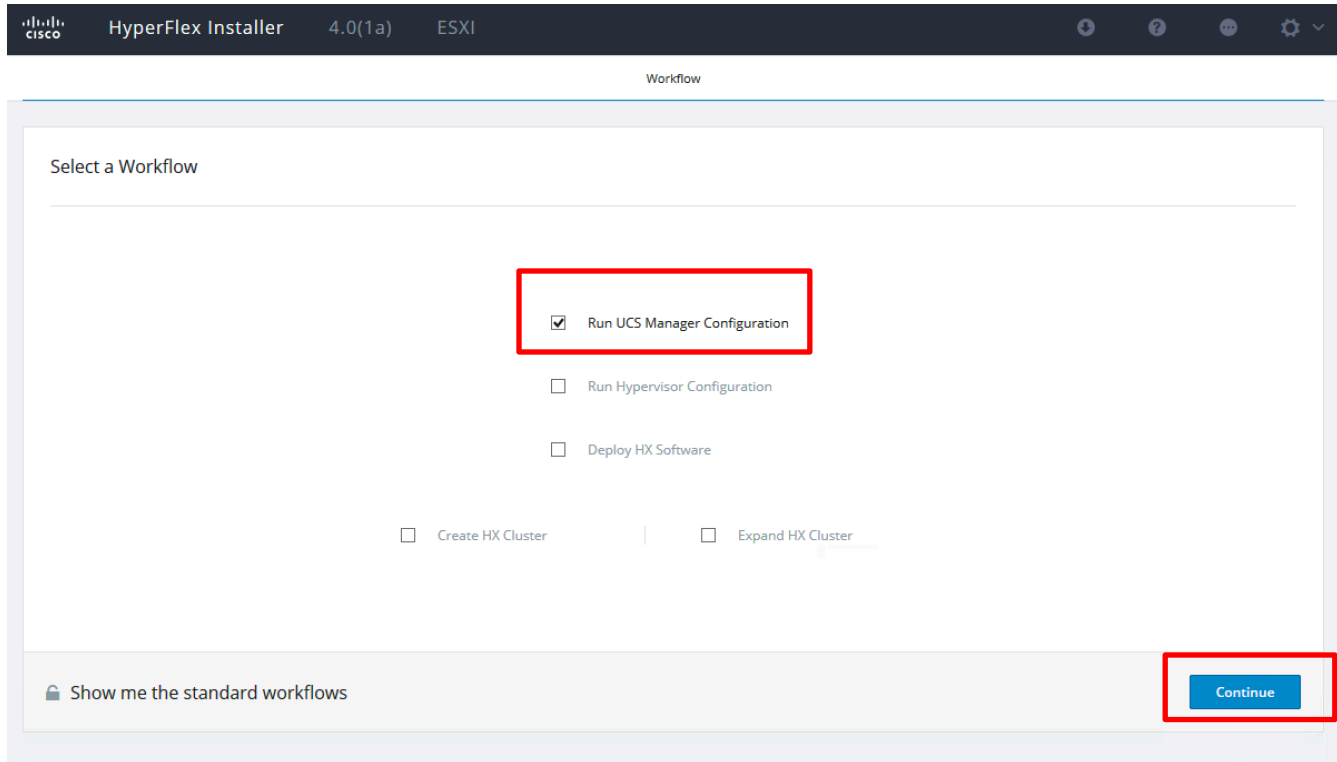 cisco HyperFlex Installer 4.0(1a) ESXI
Workflow
Select a Workflow
Run UCS Manager Configuration
Run Hypervisor Configuration
Deploy HX Software
Create HX Cluster Expand HX Cluster
Show me the standard workflows Continue